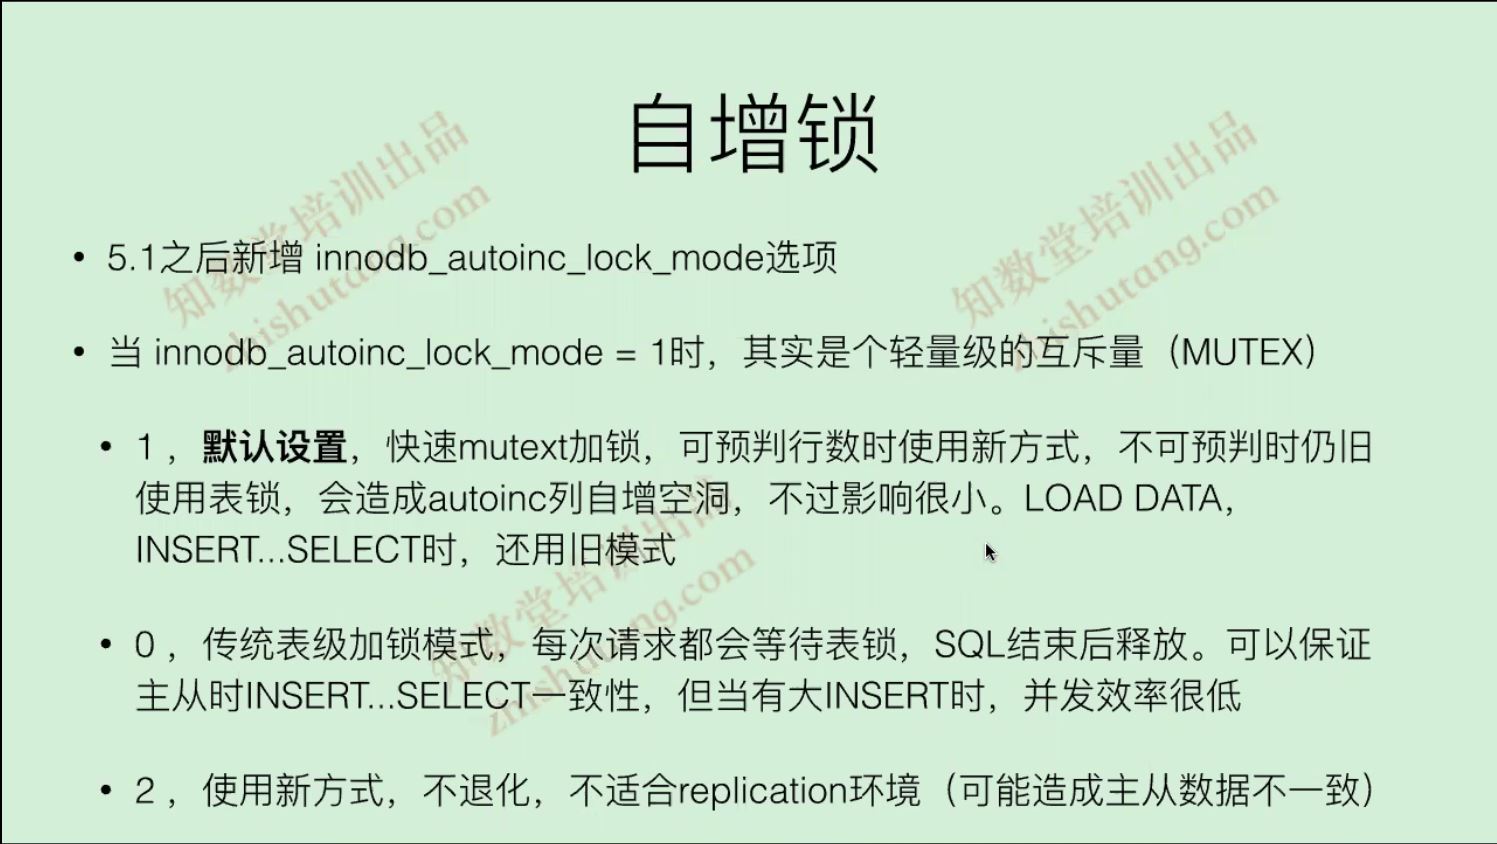 自增锁
• 5.1之后新增 innodb_autoinc_lock_mode选项
• 当 innodb_autoinc_lock_mode = 1时，其实是个轻量级的互斥量（MUTEX）
• 1 ，默认设置，快速mutext加锁，可预判行数时使用新方式，不可预判时仍旧
使用表锁，会造成autoinc列自增空洞，不过影响很小。LOAD DATA，
INSERT...SELECT时，还用旧模式
• 0 ，传统表级加锁模式，每次请求都会等待表锁，SQL结束后释放。可以保证
主从时INSERT...SELECT一致性，但当有大INSERT时，并发效率很低
• 2 ，使用新方式，不退化，不适合replication环境（可能造成主从数据不一致）
知数堂培训出品
zhishutang.com
知数堂培训出品
zhishutang.com
知数堂培训出品
zhishutang.com